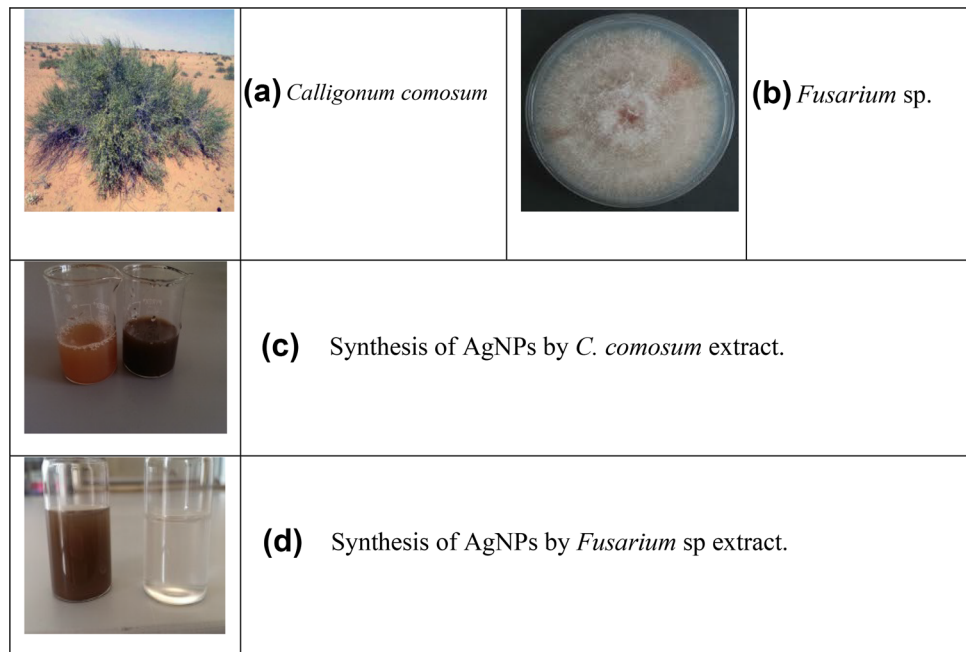 (a) Calligonum comosum
(b) Fusarium sp.
(c) Synthesis of AgNPs by C. comosum extract.
(d) Synthesis of AgNPs by Fusarium sp extract.